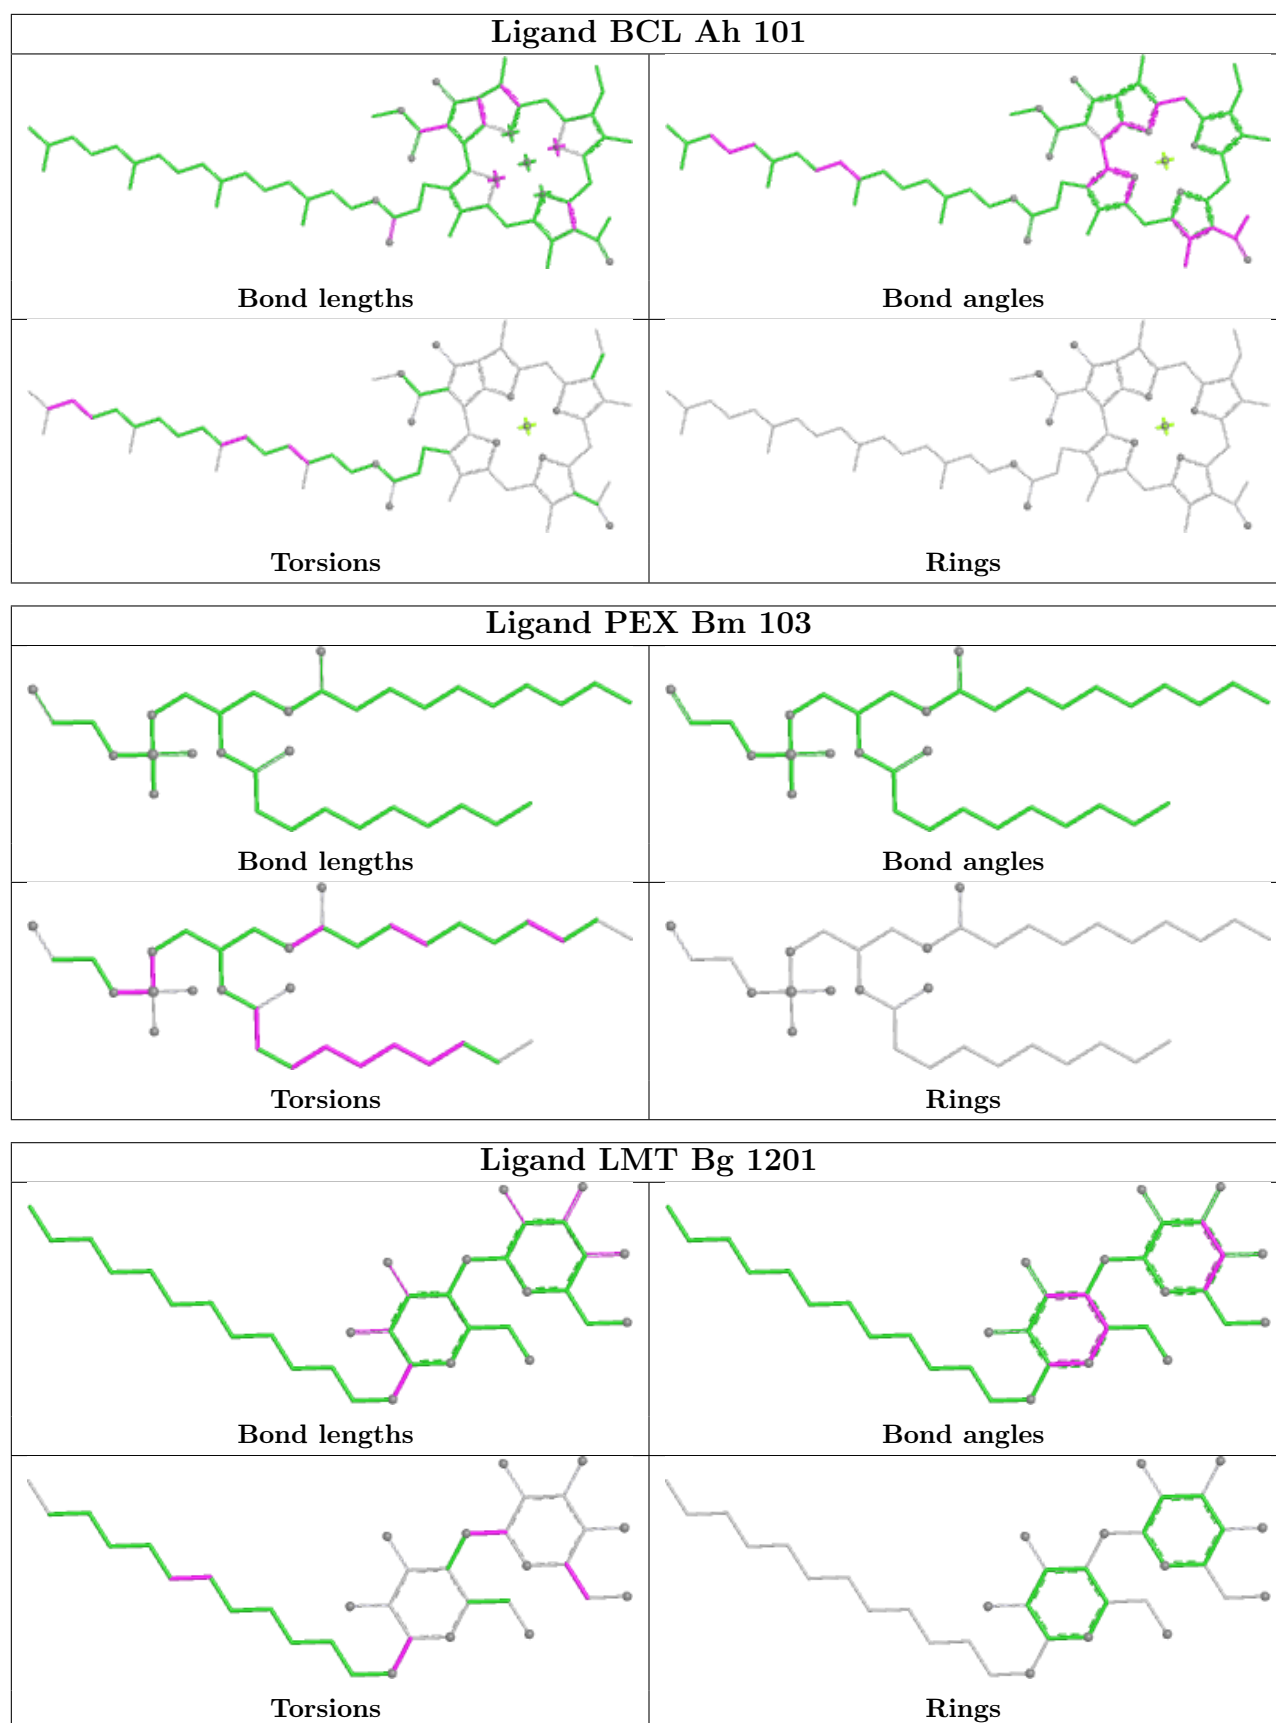 Ligand BCL Ah 101
Bond lengths
Bond angles
Torsions
Rings
Ligand PEX Bm 103
Bond lengths
Bond angles
Torsions
Rings
Ligand LMT Bg 1201
Bond lengths
Bond angles
Torsions
Rings